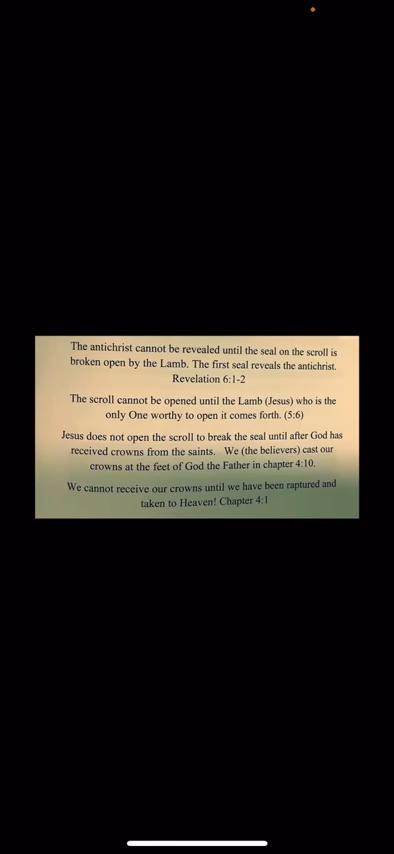 The antichrist cannot be revealed until the seal on the scroll is
broken open by the Lamb. The first seal reveals the antichrist.
Revelation 6:1-2
The scroll cannot be opened until the Lamb (Jesus) who is the
only One worthy to open it comes forth. (5:6)
Jesus does not open the scroll to break the seal until after God has
received crowns from the saints. We (the believers) cast our
crowns at the feet of God the Father in chapter 4:10.
We cannot receive our crowns until we have been raptured and
taken to Heaven! Chapter 4:1